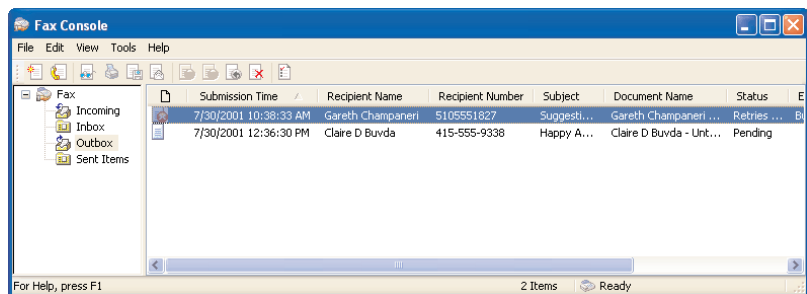 Fax Console
File Edit View Tools Help
Fax
Incoming
Inbox
Outbox
Sent Items
Submission Time Recipient Name Recipient Number Subject Document Name Status E
7/30/2001 10:38:33 AM Gareth Champaneri 5105551827 Suggesti... Gareth Champaneri ... Retries ... Bu
7/30/2001 12:36:30 PM Claire D Buvda 415-555-9338 Happy A... Claire D Buvda - Unt... Pending
For Help, press F1 2 Items Ready